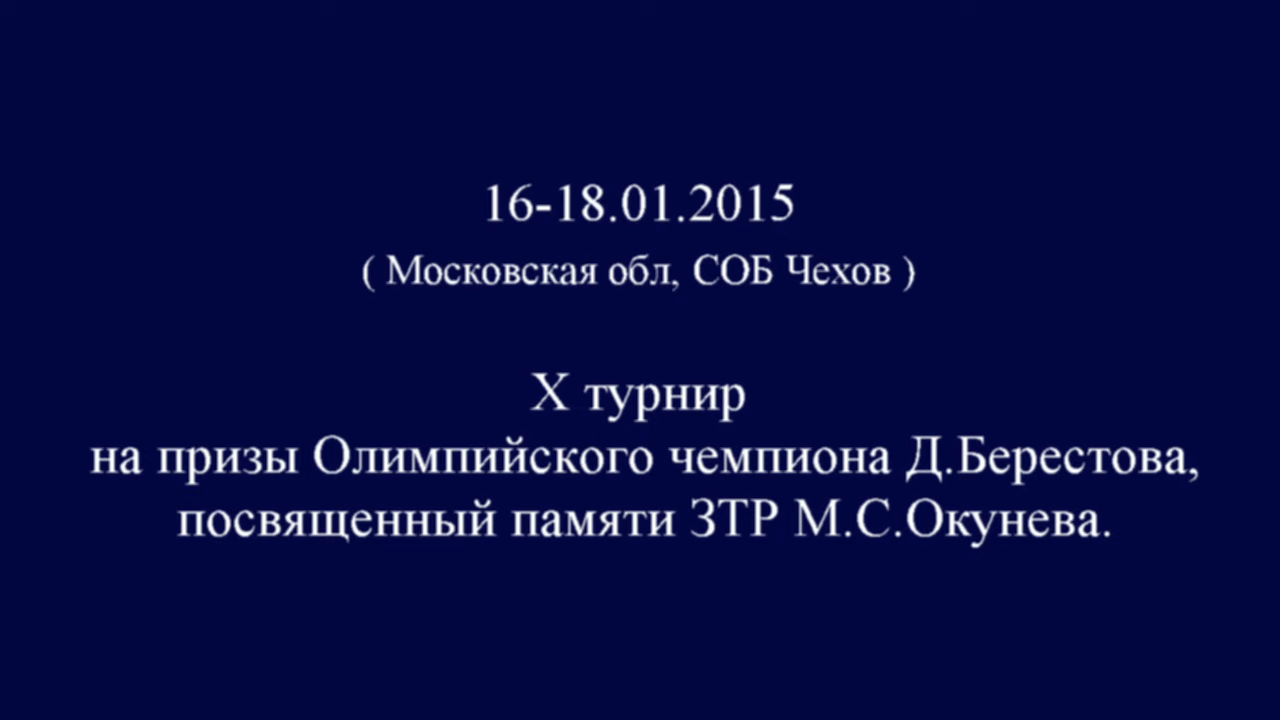 16-18.01.2015
( Московская обл, СОБ Чехов )
X турнир
на призы Олимпийского чемпиона Д.Берестова,
посвященный памяти ЗТР М.С.Окунева.